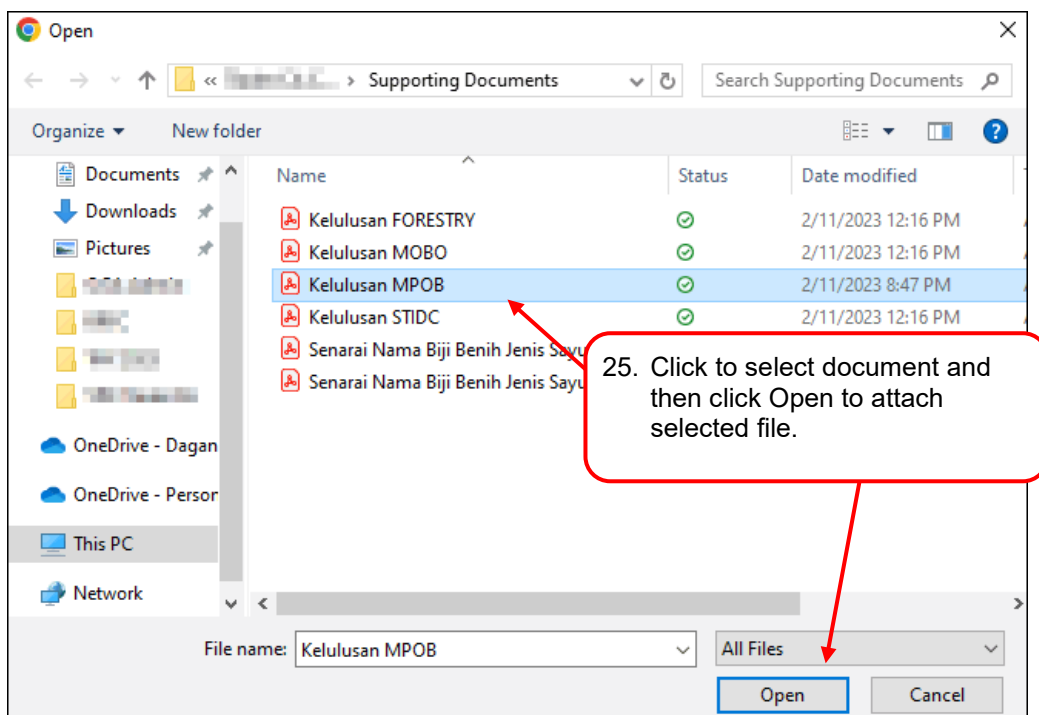 Open
« > Supporting Documents
Search Supporting Documents
Organize New folder
Documents
Downloads
Pictures
OneDrive - Dagan
OneDrive - Person
This PC
Network
Name Status Date modified
Kelulusan FORESTRY 2/11/2023 12:16 PM
Kelulusan MOBO 2/11/2023 12:16 PM
Kelulusan MPOB 2/11/2023 8:47 PM
Kelulusan STIDC 2/11/2023 12:16 PM
Senarai Nama Biji Benih Jenis Sayu
Senarai Nama Biji Benih Jenis Sayu
25. Click to select document and
then click Open to attach
selected file.
File name: Kelulusan MPOB All Files
Open Cancel